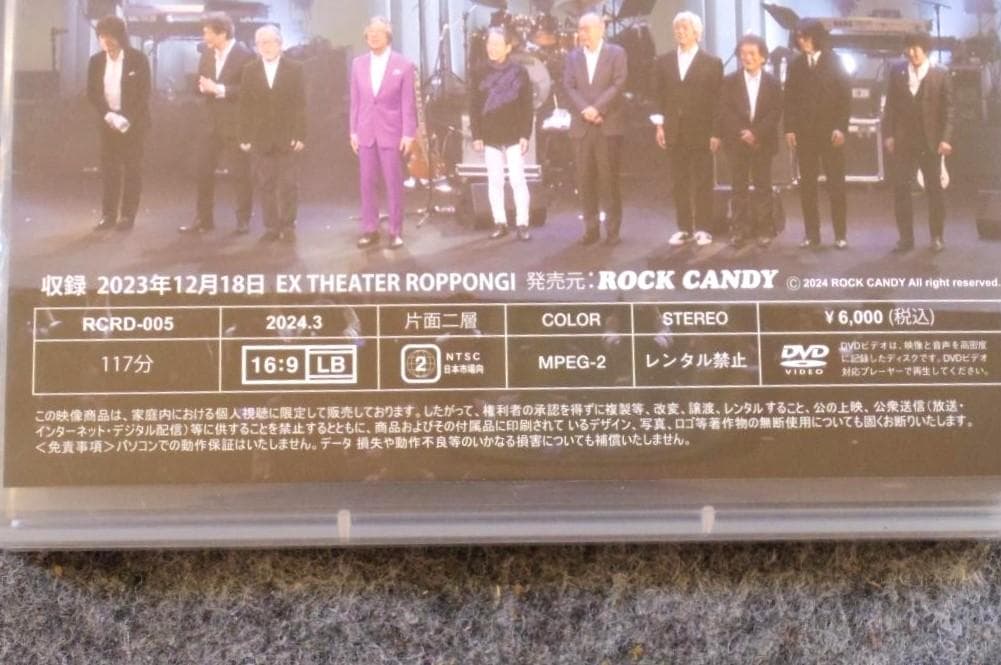 収録 2023年12月18日 EX THEATER ROPPONGI 発売元：ROCK CANDY © 2024 ROCK CANDY All right reserved.
RCRD-005 2024.3 片面二層 COLOR STEREO ¥6,000 (税込)
117分 16:9 LB 2 NTSC 日本市場向 MPEG-2 レンタル禁止 DVD VIDEO
DVDビデオは、映像と音声を高密度
に記録したディスクです。DVDビデオ
対応プレーヤーで再生してください。
この映像商品は、家庭内における個人視聴に限定して販売しております。したがって、権利者の承認を得ずに複製等、改変、譲渡、レンタルすること、公の上映、公衆送信（放送・
インターネット・デジタル配信）等に供することを禁止するとともに、商品およびその付属品に印刷されているデザイン、写真、ロゴ等著作物の無断使用についても固くお断りいたします。
＜免責事項＞パソコンでの動作保証はいたしません。データ 損失や動作不良等のいかなる損害についても補償いたしません。